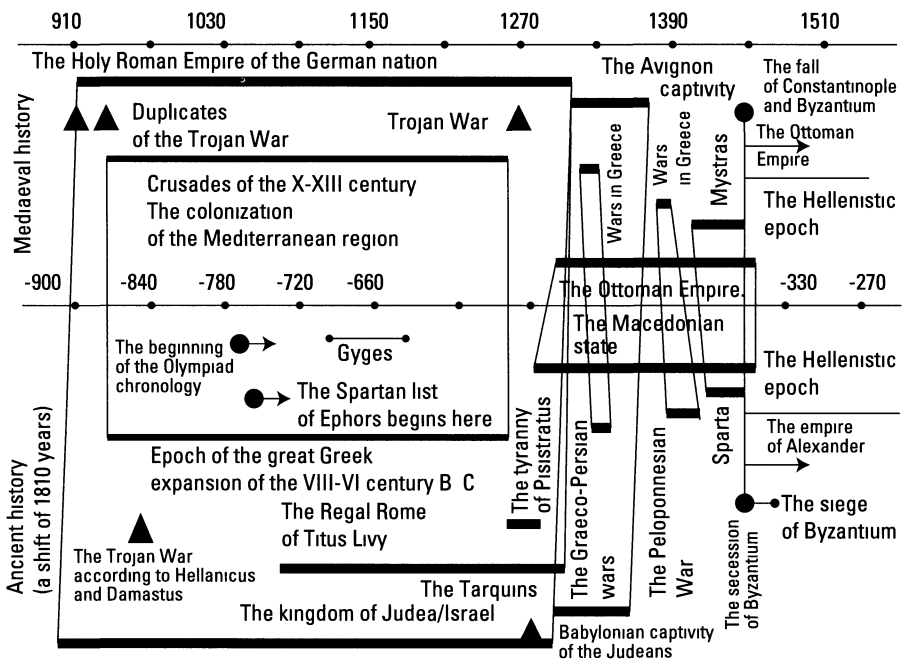 910 1030 1150 1270 1390 1510
The Holy Roman Empire of the German nation
The Avignon
captivity
The fall
of Constantinople
and Byzantium
Mediaeval history
Duplicates
of the Trojan War
Trojan War
Wars in Greece
Wars
in Greece
Mystras
The Ottoman
Empire
Crusades of the X-XIII century
The colonization
of the Mediterranean region
The Hellenistic
epoch
-900 -840 -780 -720 -660 -330 -270
The Ottoman Empire.
The Macedonian
state
The beginning
of the Olympiad
chronology
Gyges
The Spartan list
of Ephors begins here
The Hellenistic
epoch
Ancient history
(a shift of 1810 years)
Epoch of the great Greek
expansion of the VIII-VI century B C
The tyranny
of Pisistratus
The Graeco-Persian
wars
The Peloponnesian
War
Sparta
The empire
of Alexander
The Regal Rome
of Titus Livy
The siege
of Byzantium
The secession
of Byzantium
The Trojan War
according to Hellanicus
and Damastus
The Tarquins
The kingdom of Judea/Israel
Babylonian captivity
of the Judeans